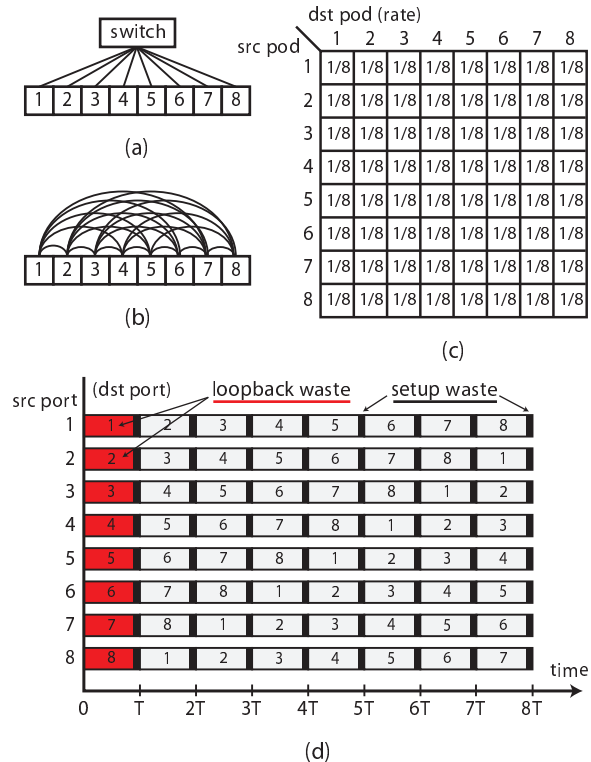 switch
1 2 3 4 5 6 7 8
(a)
1 2 3 4 5 6 7 8
(b)
dst pod (rate)
src pod
1 2 3 4 5 6 7 8
1 1/8 1/8 1/8 1/8 1/8 1/8 1/8 1/8
2 1/8 1/8 1/8 1/8 1/8 1/8 1/8 1/8
3 1/8 1/8 1/8 1/8 1/8 1/8 1/8 1/8
4 1/8 1/8 1/8 1/8 1/8 1/8 1/8 1/8
5 1/8 1/8 1/8 1/8 1/8 1/8 1/8 1/8
6 1/8 1/8 1/8 1/8 1/8 1/8 1/8 1/8
7 1/8 1/8 1/8 1/8 1/8 1/8 1/8 1/8
8 1/8 1/8 1/8 1/8 1/8 1/8 1/8 1/8
(c)
src port (dst port) loopback waste setup waste
1 1 2 3 4 5 6 7 8
2 2 3 4 5 6 7 8 1
3 3 4 5 6 7 8 1 2
4 4 5 6 7 8 1 2 3
5 5 6 7 8 1 2 3 4
6 6 7 8 1 2 3 4 5
7 7 8 1 2 3 4 5 6
8 8 1 2 3 4 5 6 7
time
0 T 2T 3T 4T 5T 6T 7T 8T
(d)